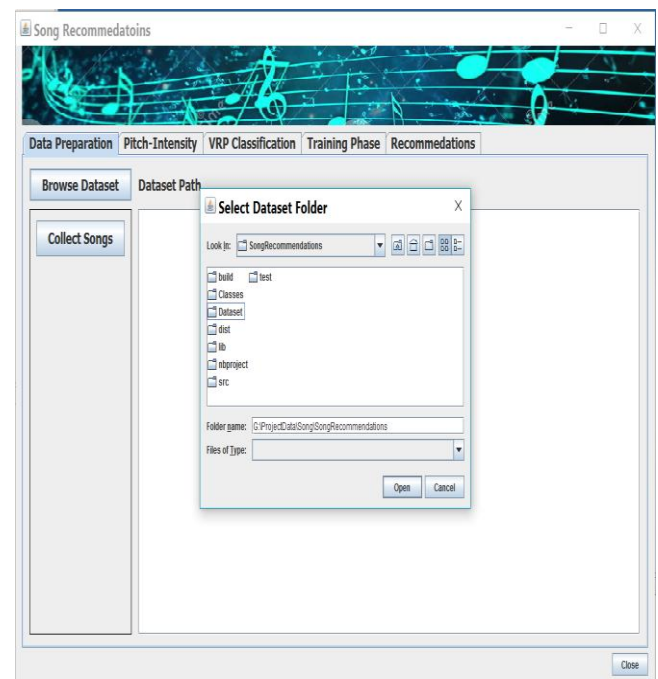 Song Recommedatoins
Data Preparation Pitch-Intensity VRP Classification Training Phase Recommedations
Browse Dataset Dataset Path
Collect Songs
Select Dataset Folder
Look In: SongRecommendations
build test
Classes
Dataset
dist
lib
nbproject
src
Folder name: G:\ProjectData\Song\SongRecommendations
Files of Type:
Open Cancel
Close